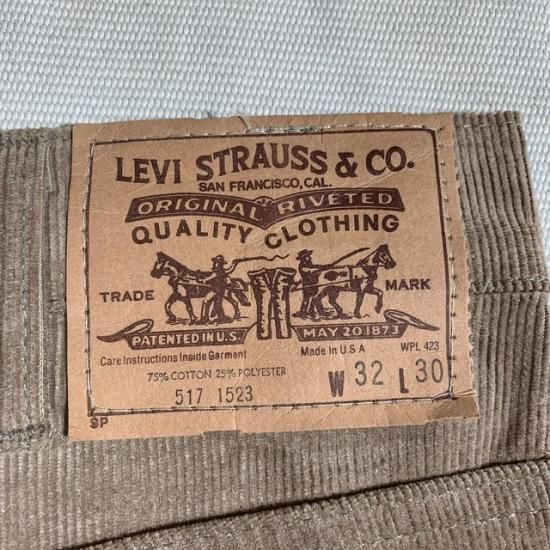 LEVI STRAUSS & CO.
SAN FRANCISCO, CAL.
ORIGINAL RIVETED
QUALITY CLOTHING
TRADE MARK
PATENTED IN U.S. MAY 20 1873
Care Instructions Inside Garment Made in U S A WPL 423
75% COTTON 25% POLYESTER
517 1523 W 32 L 30
SP